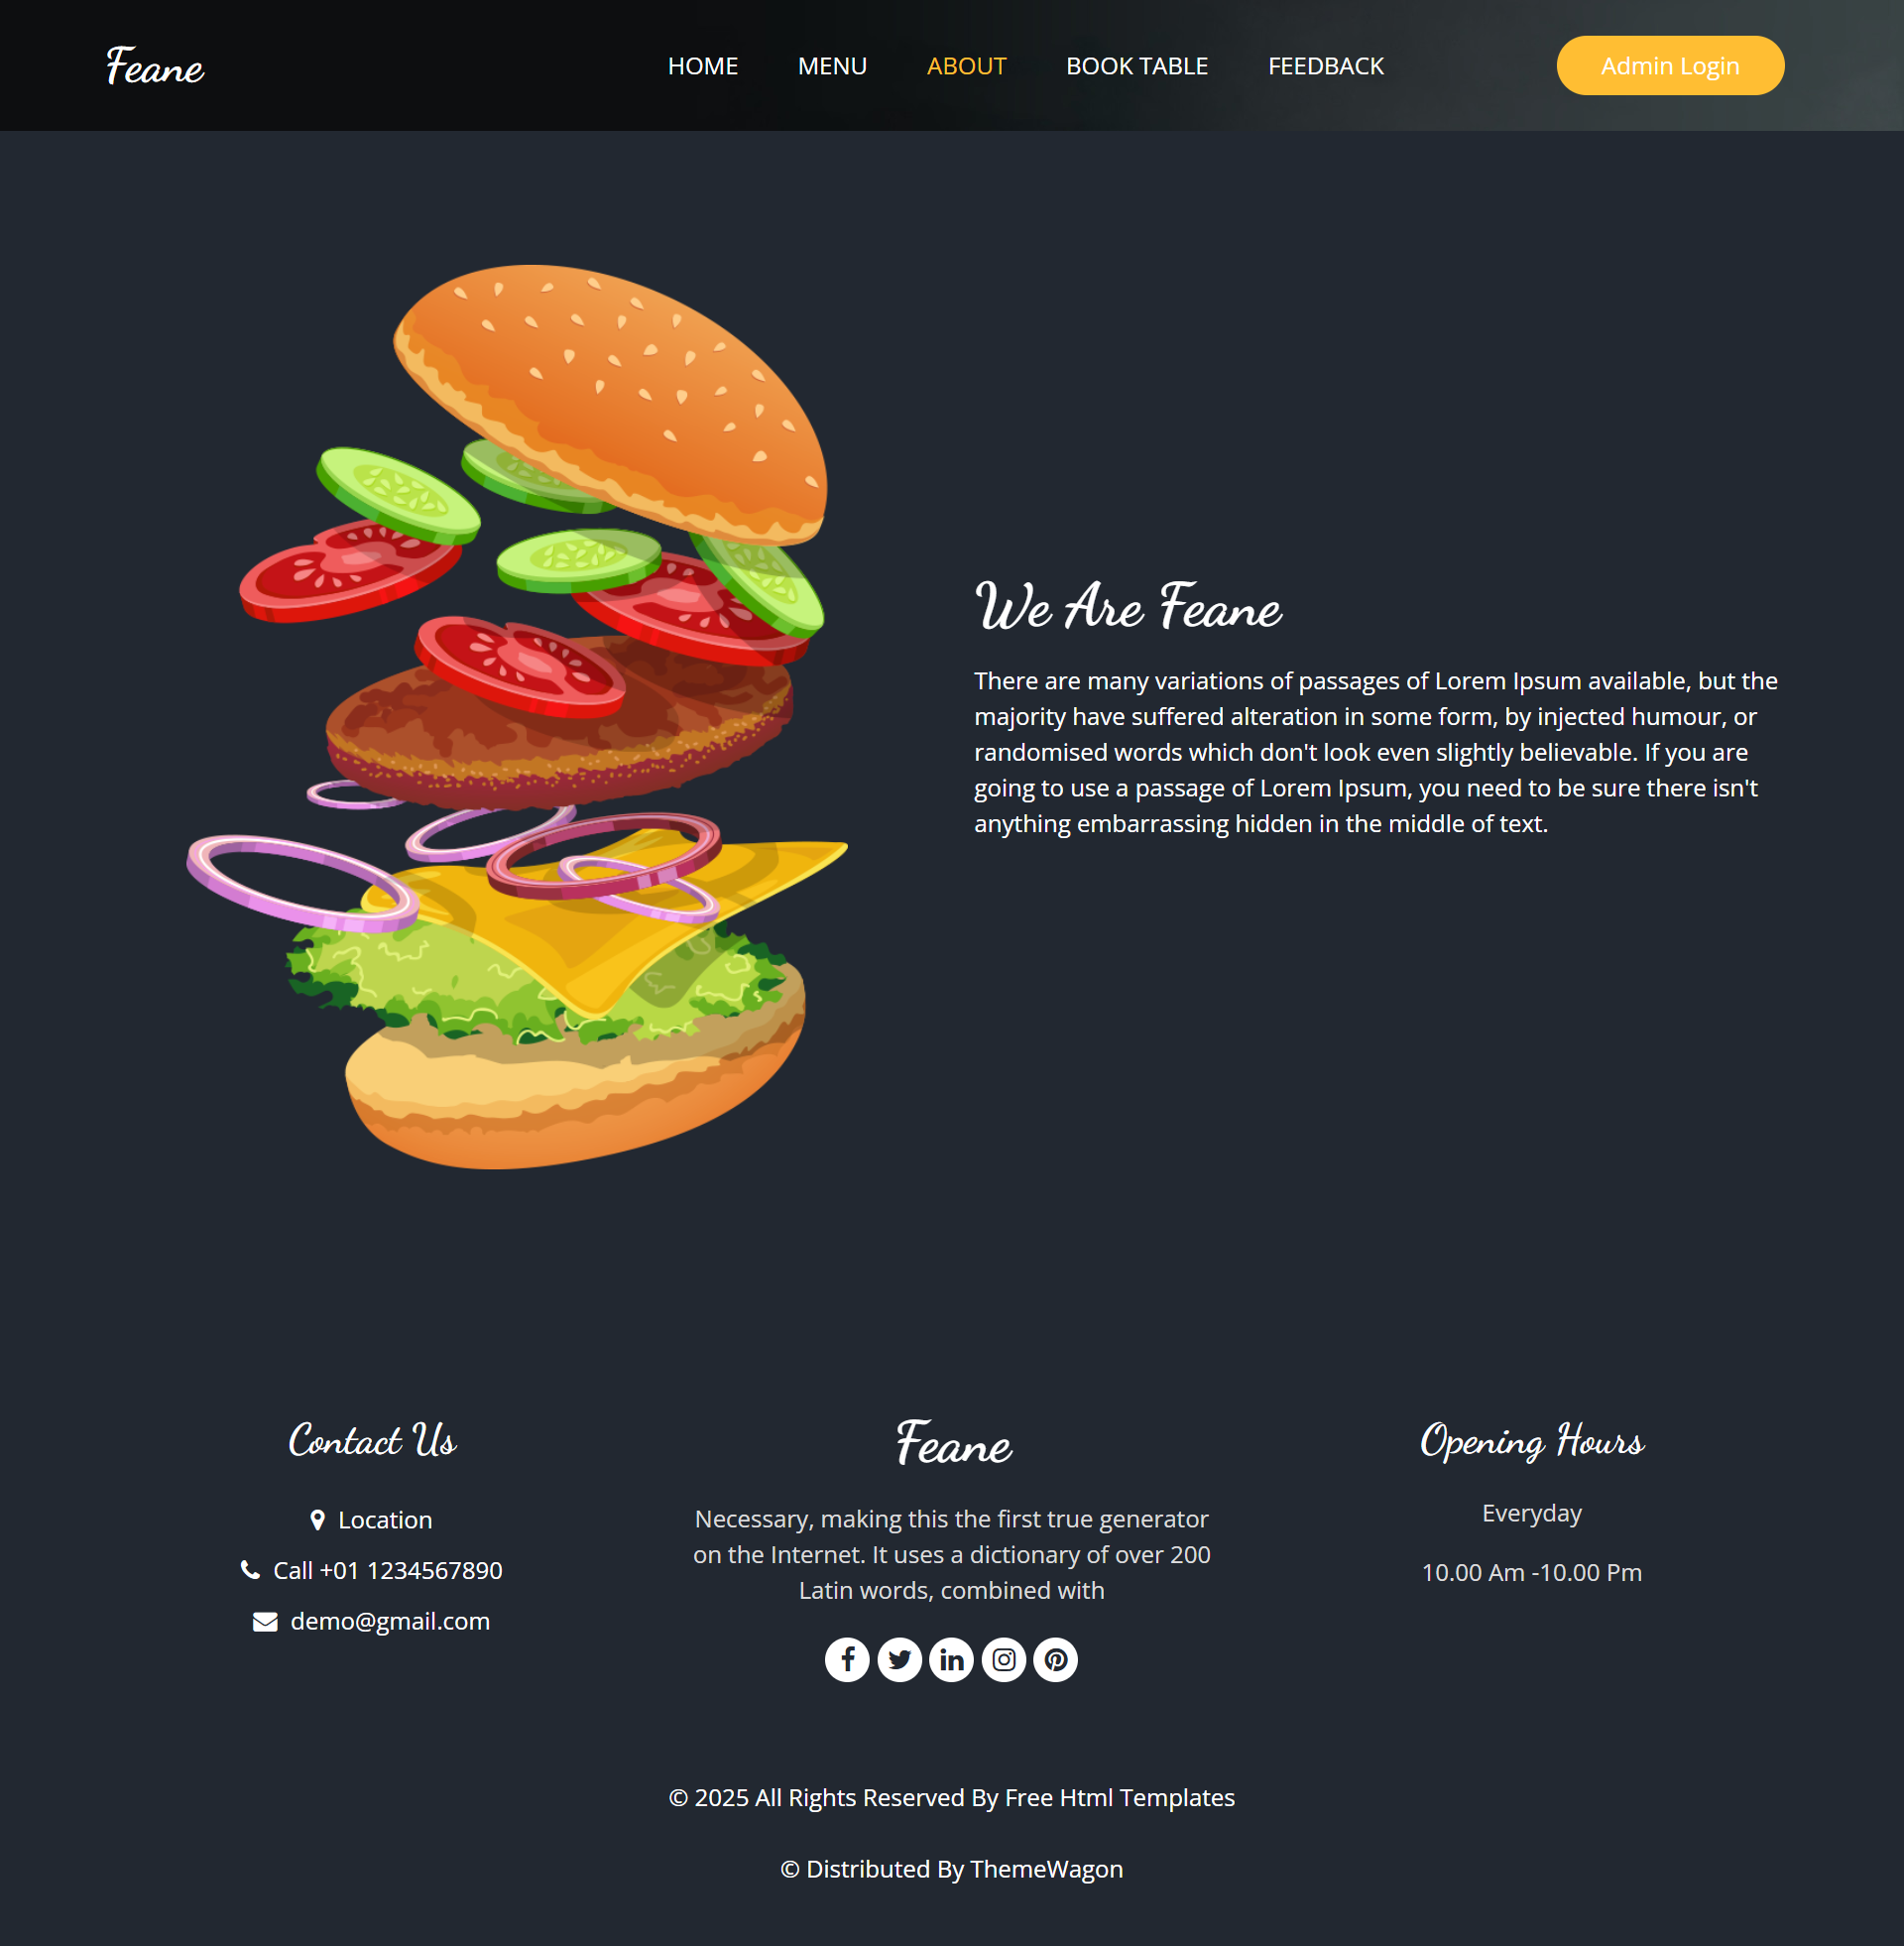 Feane
HOME
MENU
ABOUT
BOOK TABLE
FEEDBACK
Admin Login
We Are Feane
There are many variations of passages of Lorem Ipsum available, but the
majority have suffered alteration in some form, by injected humour, or
randomised words which don't look even slightly believable. If you are
going to use a passage of Lorem Ipsum, you need to be sure there isn't
anything embarrassing hidden in the middle of text.
Contact Us
Location
Call +01 1234567890
demo@gmail.com
Feane
Necessary, making this the first true generator
on the Internet. It uses a dictionary of over 200
Latin words, combined with
Opening Hours
Everyday
10.00 Am -10.00 Pm
© 2025 All Rights Reserved By Free Html Templates
© Distributed By ThemeWagon